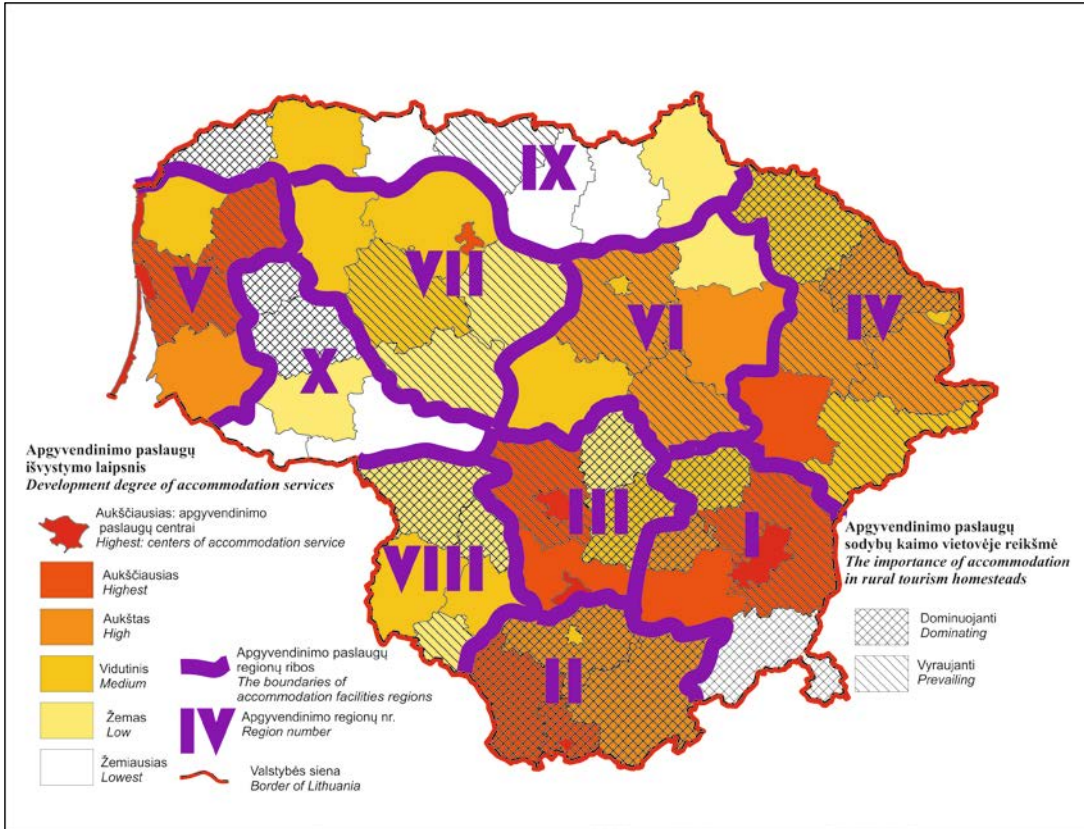 IX
V
VII
VI
IV
X
III
I
VIII
II
Apgyvendinimo paslaugų
išvystymo laipsnis
Development degree of accommodation services
Aukščiausias: apgyvendinimo
paslaugų centrai
Highest: centers of accommodation service
Aukščiausias
Highest
Aukštas
High
Vidutinis
Medium
Žemas
Low
Žemiausias
Lowest
Apgyvendinimo paslaugų
regionų ribos
The boundaries of
accommodation facilities regions
IV
Apgyvendinimo regionų nr.
Region number
Valstybės siena
Border of Lithuania
Apgyvendinimo paslaugų
sodybų kaimo vietovėje reikšmė
The importance of accommodation
in rural tourism homesteads
Dominuojanti
Dominating
Vyraujanti
Prevailing